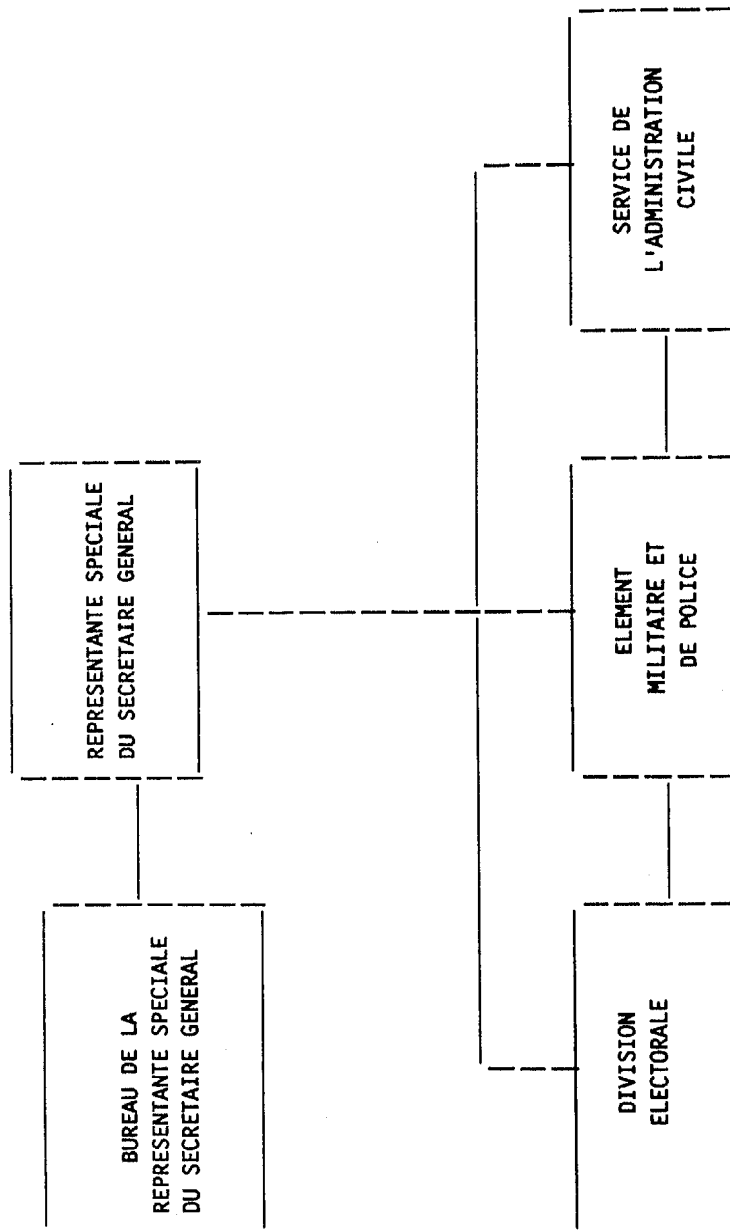 BUREAU DE LA
REPRESENTANTE SPECIALE
DU SECRETAIRE GENERAL
REPRESENTANTE SPECIALE
DU SECRETAIRE GENERAL
DIVISION
ELECTORALE
ELEMENT
MILITAIRE ET
DE POLICE
SERVICE DE
L'ADMINISTRATION
CIVILE